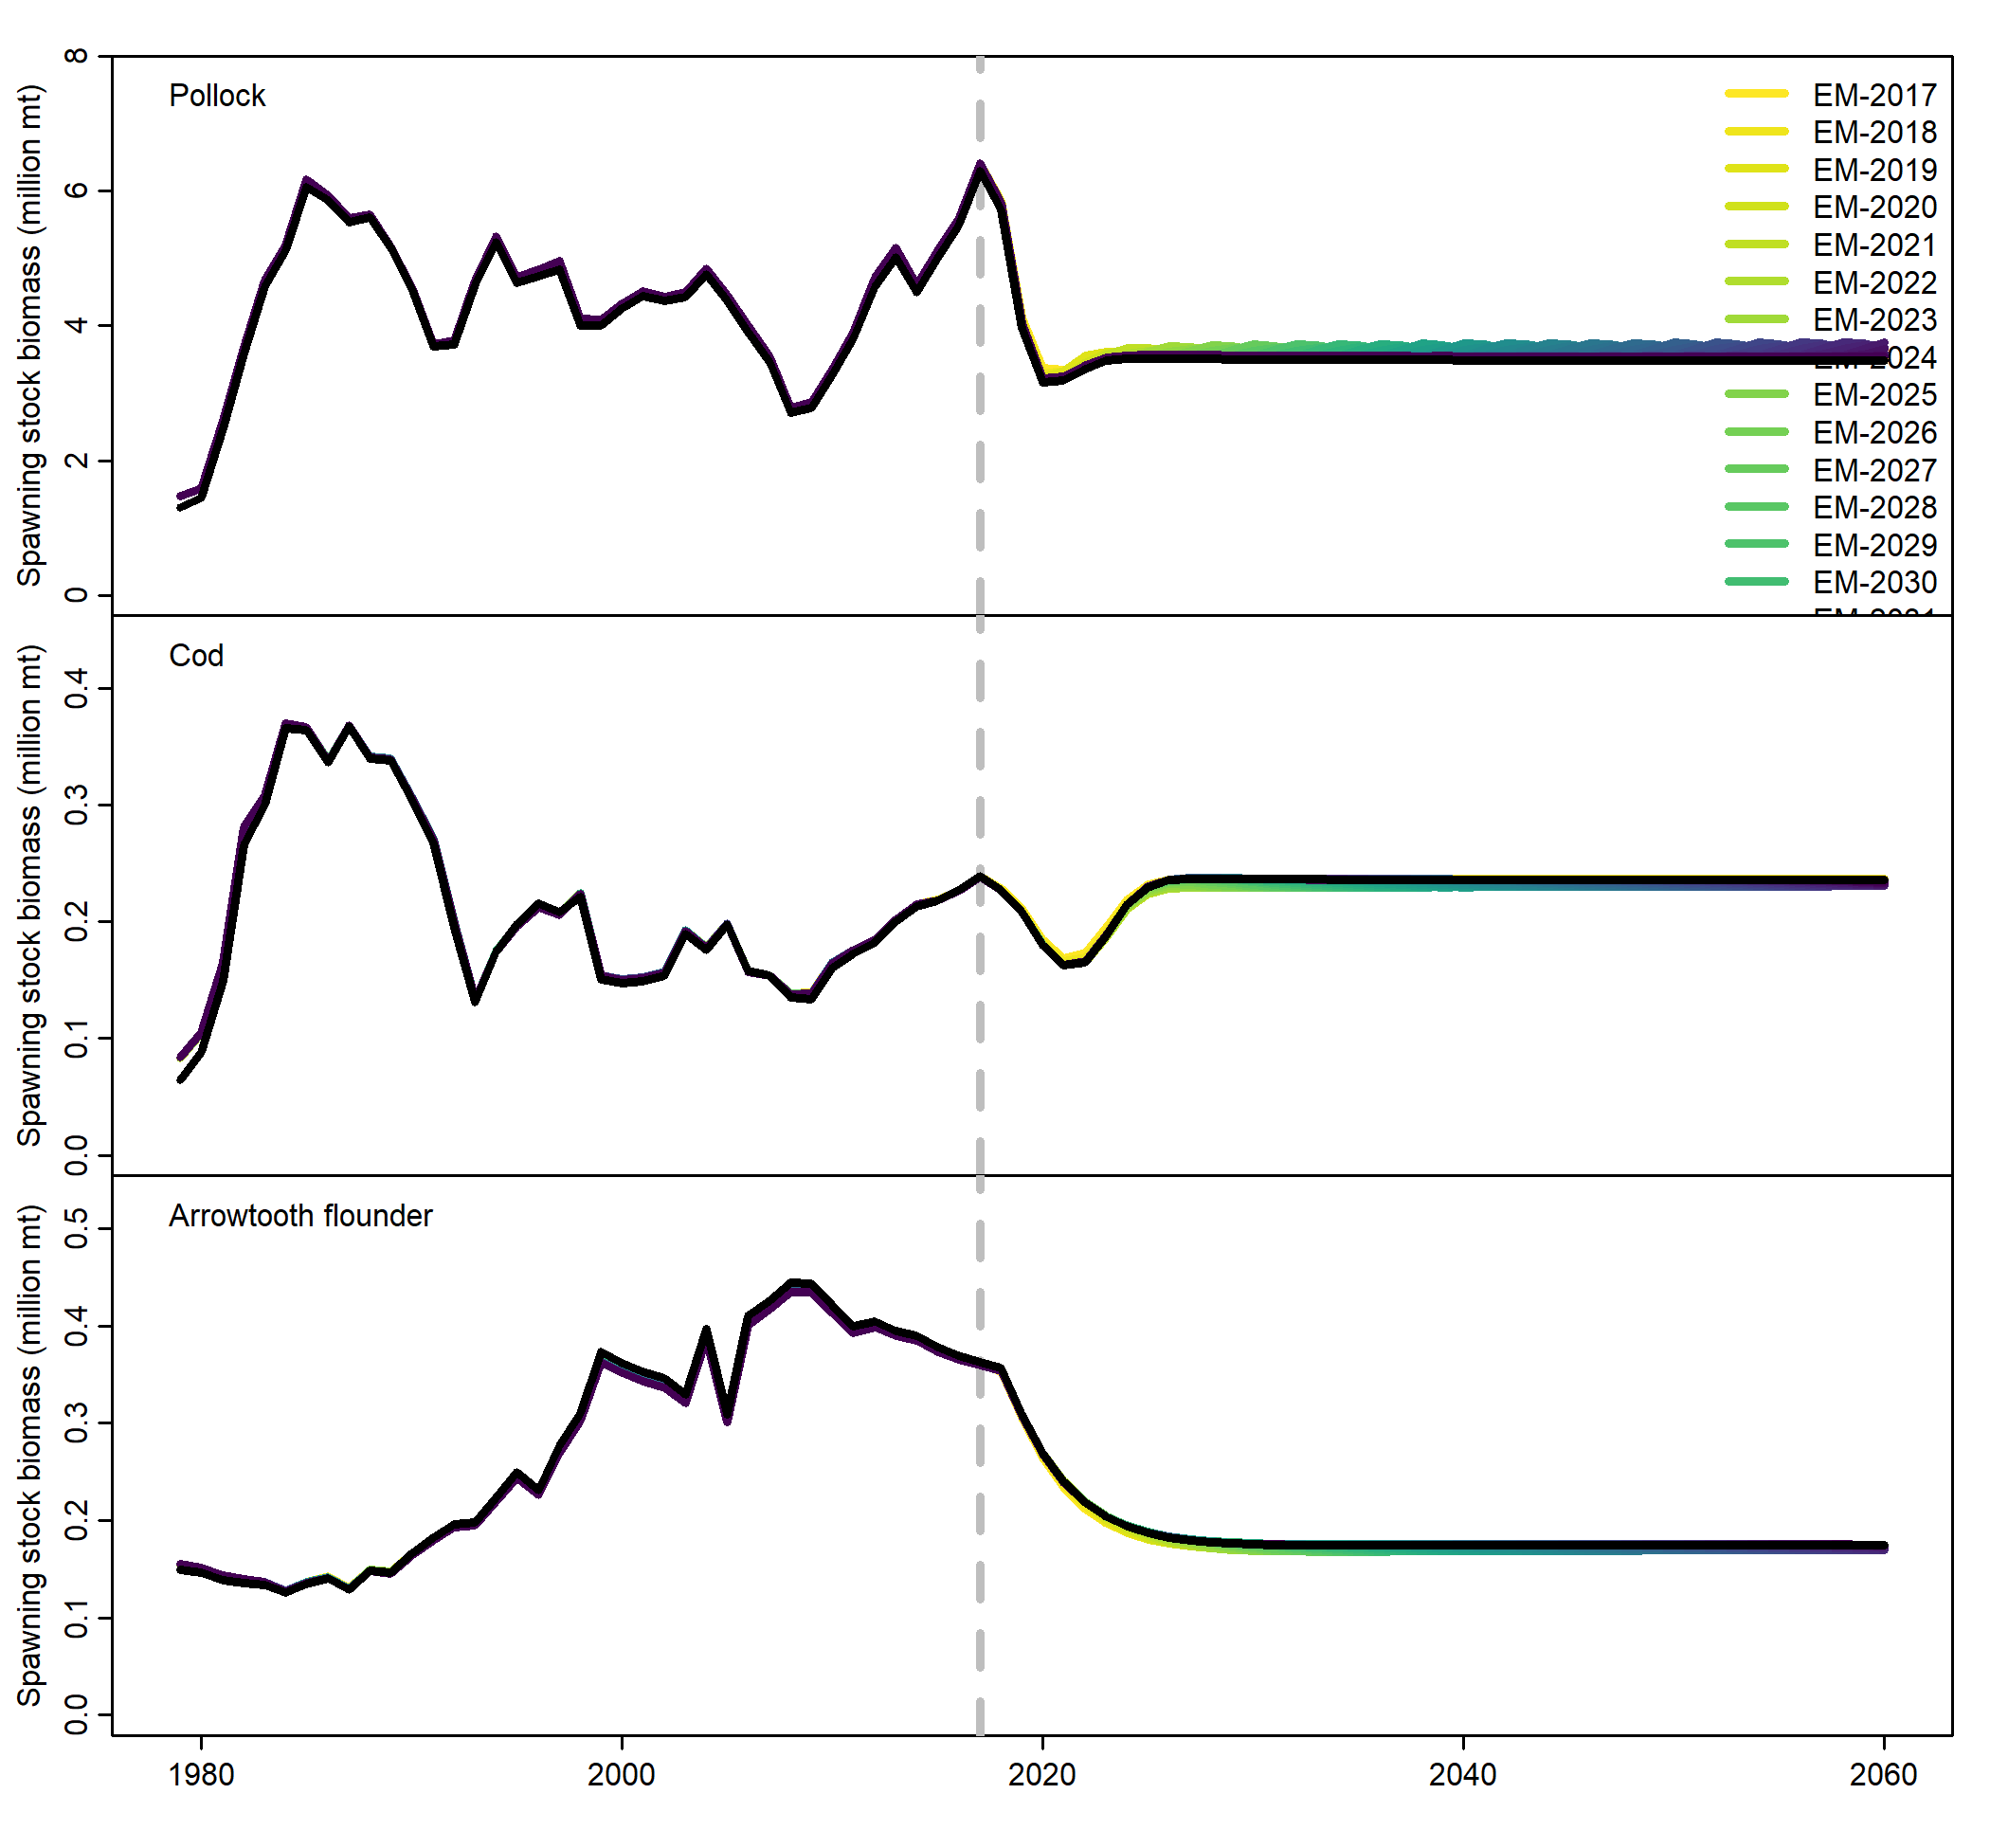 Spawning stock biomass (million mt)
8
6
4
2
0
Pollock
EM-2017
EM-2018
EM-2019
EM-2020
EM-2021
EM-2022
EM-2023
024
EM-2025
EM-2026
EM-2027
EM-2028
EM-2029
EM-2030
Spawning stock biomass (million mt)
0.4
0.3
0.2
0.1
0.0
Cod
Spawning stock biomass (million mt)
0.5
0.4
0.3
0.2
0.1
0.0
Arrowtooth flounder
1980 2000 2020 2040 2060